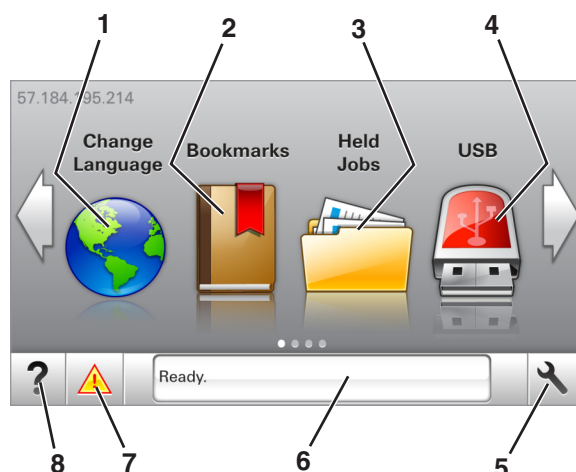 1
2
3
4
57.184.195.214
Change
Language
Bookmarks
Held
Jobs
USB
?
Ready.
8
7
6
5